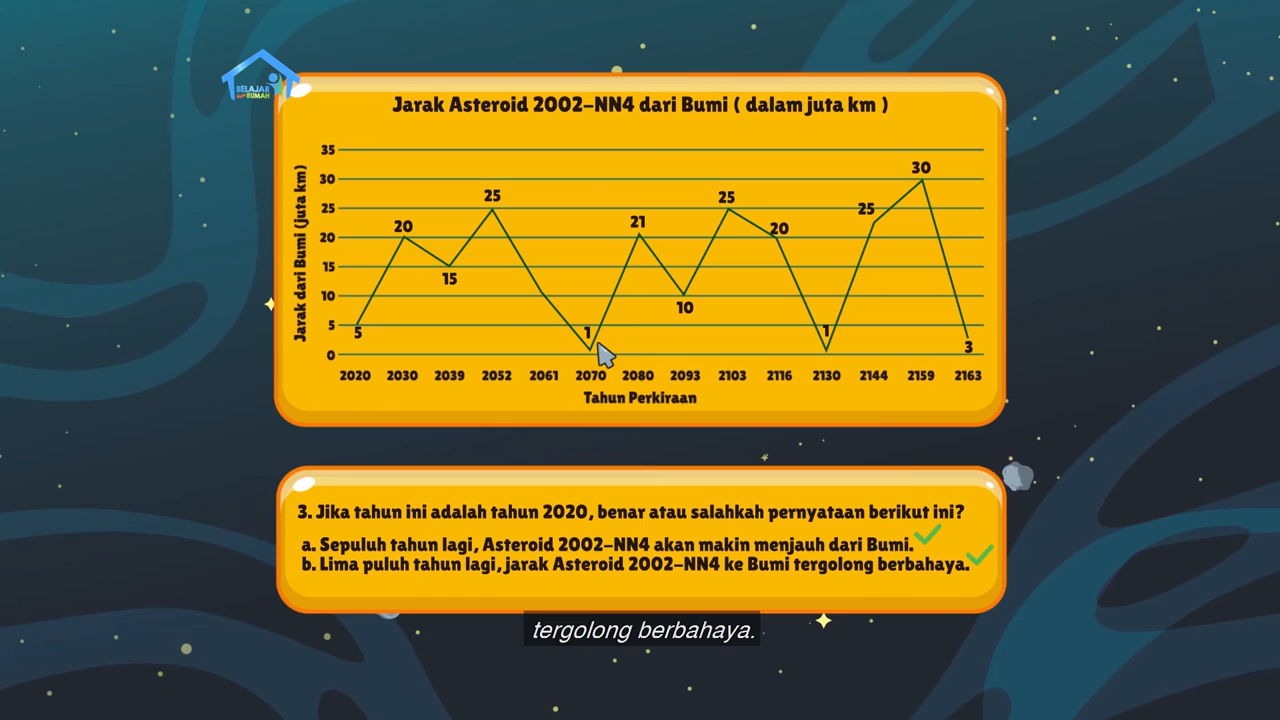 BELAJAR
dari RUMAH
Jarak Asteroid 2002-NN4 dari Bumi ( dalam juta km )
Jarak dari Bumi (juta km)
35
30
25
20
15
10
5
0
5
20
15
25
1
21
10
25
20
1
25
30
3
2020 2030 2039 2052 2061 2070 2080 2093 2103 2116 2130 2144 2159 2163
Tahun Perkiraan
3. Jika tahun ini adalah tahun 2020, benar atau salahkah pernyataan berikut ini?
a. Sepuluh tahun lagi, Asteroid 2002-NN4 akan makin menjauh dari Bumi.
b. Lima puluh tahun lagi, jarak Asteroid 2002-NN4 ke Bumi tergolong berbahaya.
tergolong berbahaya.